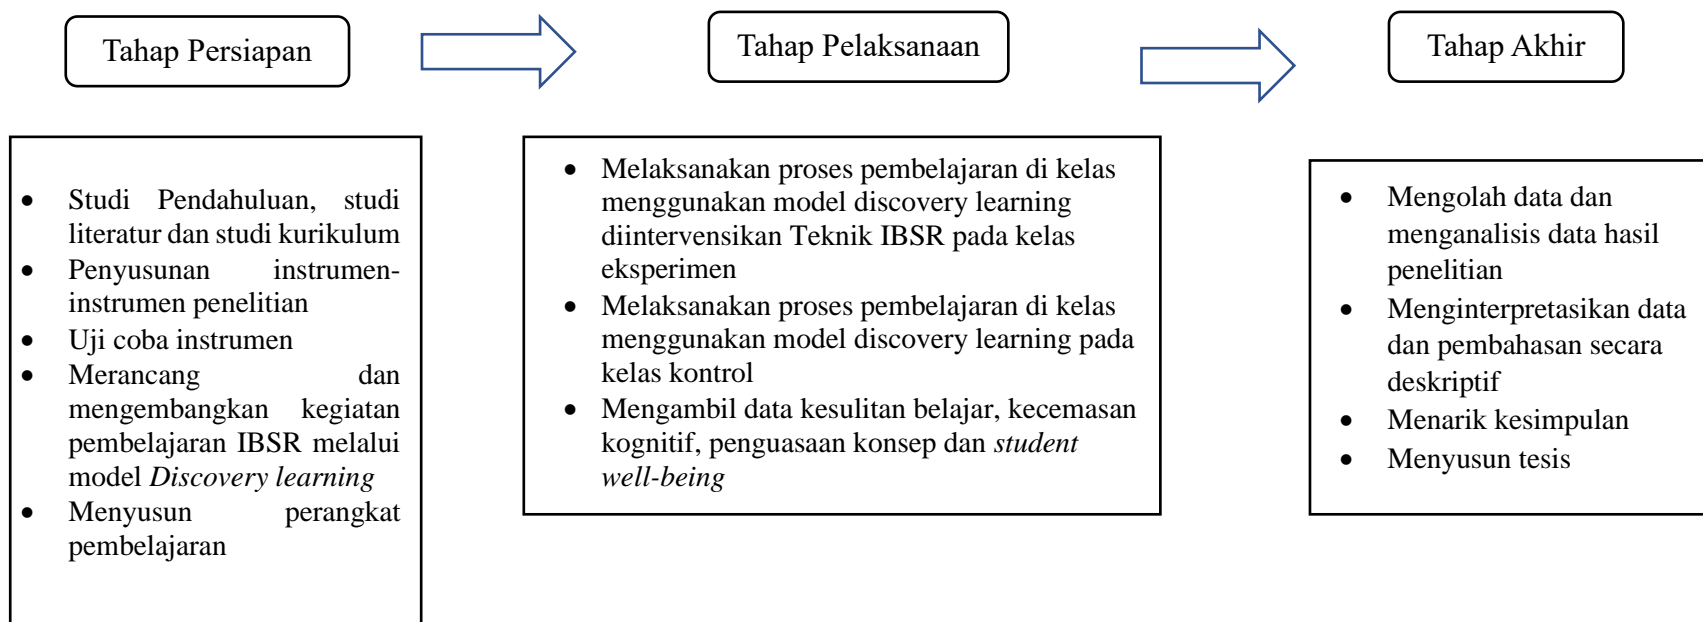 Tahap Persiapan
Tahap Pelaksanaan
Tahap Akhir
• Studi Pendahuluan, studi
literatur dan studi kurikulum
• Penyusunan instrumen-
instrumen penelitian
• Uji coba instrumen
• Merancang dan
mengembangkan kegiatan
pembelajaran IBSR melalui
model Discovery learning
• Menyusun perangkat
pembelajaran
• Melaksanakan proses pembelajaran di kelas
menggunakan model discovery learning
diintervensikan Teknik IBSR pada kelas
eksperimen
• Melaksanakan proses pembelajaran di kelas
menggunakan model discovery learning pada
kelas kontrol
• Mengambil data kesulitan belajar, kecemasan
kognitif, penguasaan konsep dan student
well-being
• Mengolah data dan
menganalisis data hasil
penelitian
• Menginterpretasikan data
dan pembahasan secara
deskriptif
• Menarik kesimpulan
• Menyusun tesis